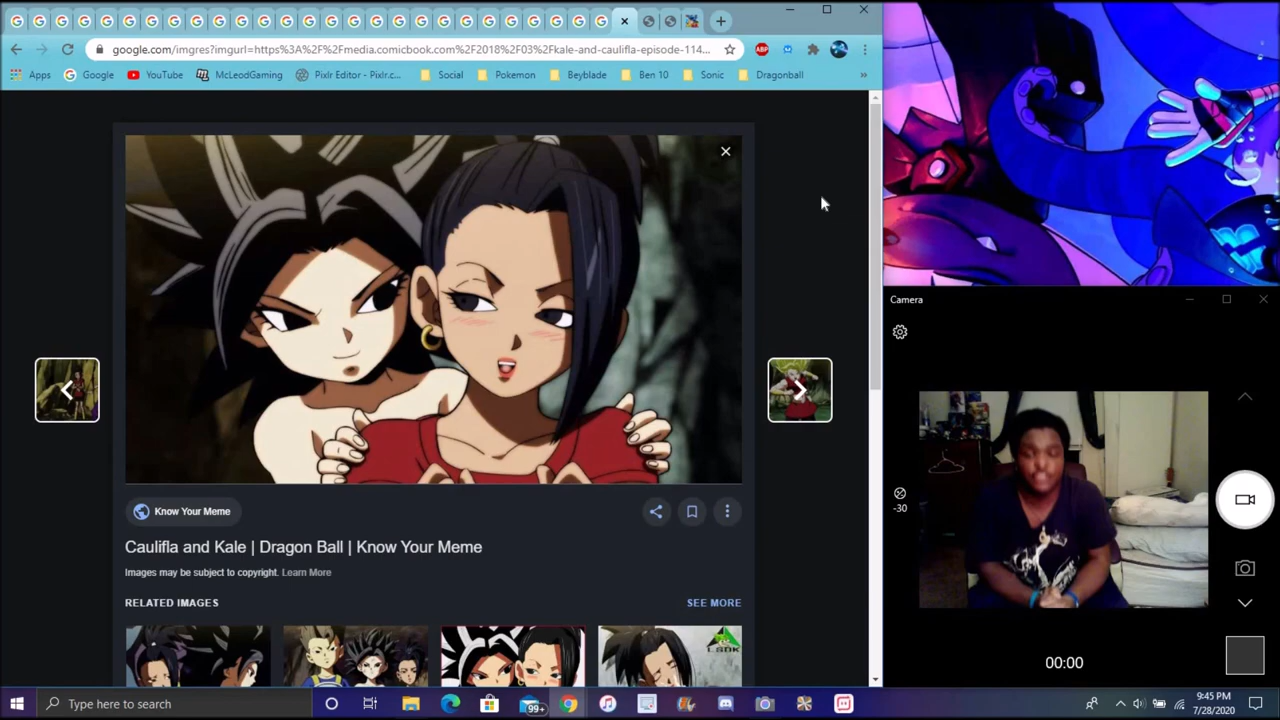 google.com/imgres?imgurl=https%3A%2F%2Fmedia.comicbook.com%2F2018%2F03%2Fkale-and-caulifla-episode-114...
ABP
Apps Google YouTube McLeodGaming Pixlr Editor - Pixlr.c... Social Pokemon Beyblade Ben 10 Sonic Dragonball »
Know Your Meme
Caulifla and Kale | Dragon Ball | Know Your Meme
Images may be subject to copyright. Learn More
RELATED IMAGES SEE MORE
LSDK
Camera
-30
00:00
Type here to search
99+
9:45 PM
7/28/2020